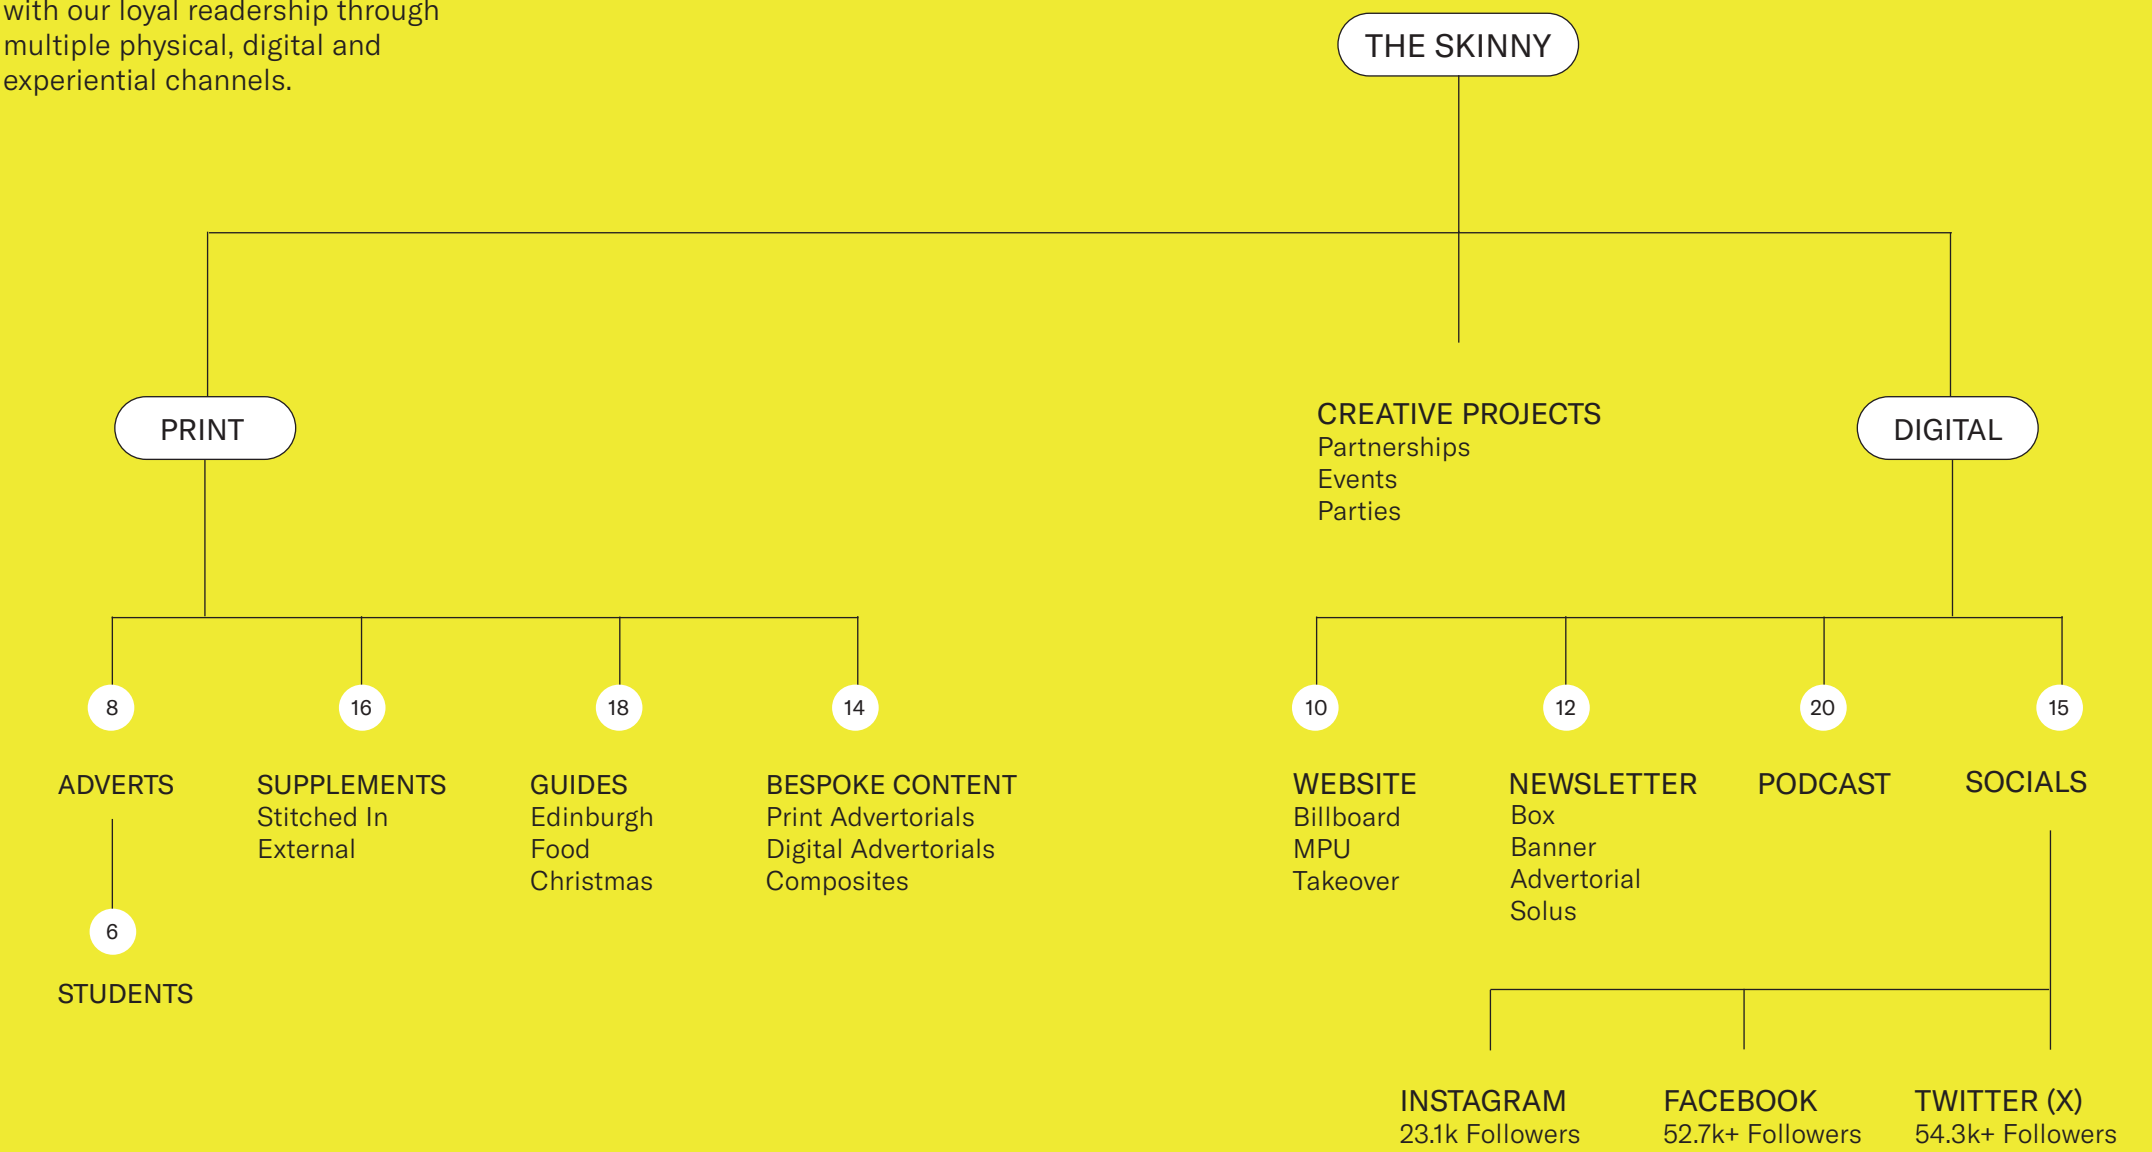 with our loyal readership through
multiple physical, digital and
experiential channels.
THE SKINNY
PRINT
CREATIVE PROJECTS
Partnerships
Events
Parties
DIGITAL
8
ADVERTS
6
STUDENTS
16
SUPPLEMENTS
Stitched In
External
18
GUIDES
Edinburgh
Food
Christmas
14
BESPOKE CONTENT
Print Advertorials
Digital Advertorials
Composites
10
WEBSITE
Billboard
MPU
Takeover
12
NEWSLETTER
Box
Banner
Advertorial
Solus
20
PODCAST
15
SOCIALS
INSTAGRAM
23.1k Followers
FACEBOOK
52.7k+ Followers
TWITTER (X)
54.3k+ Followers